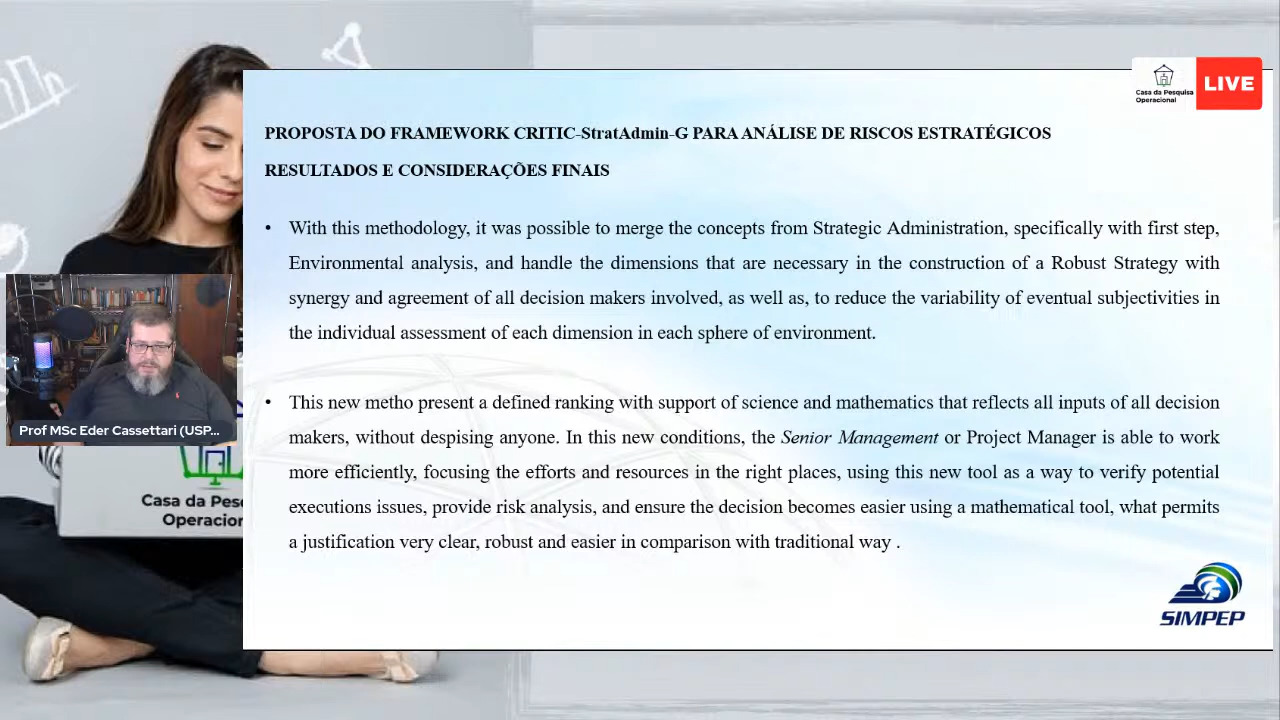 Casa da Pesquisa
Operacional
LIVE
PROPOSTA DO FRAMEWORK CRITIC-StratAdmin-G PARA ANÁLISE DE RISCOS ESTRATÉGICOS
RESULTADOS E CONSIDERAÇÕES FINAIS
• With this methodology, it was possible to merge the concepts from Strategic Administration, specifically with first step,
Environmental analysis, and handle the dimensions that are necessary in the construction of a Robust Strategy with
synergy and agreement of all decision makers involved, as well as, to reduce the variability of eventual subjectivities in
the individual assessment of each dimension in each sphere of environment.
• This new metho present a defined ranking with support of science and mathematics that reflects all inputs of all decision
makers, without despising anyone. In this new conditions, the Senior Management or Project Manager is able to work
more efficiently, focusing the efforts and resources in the right places, using this new tool as a way to verify potential
executions issues, provide risk analysis, and ensure the decision becomes easier using a mathematical tool, what permits
a justification very clear, robust and easier in comparison with traditional way .
Prof MSc Eder Cassettari (USP...
Casa da Pes
Operacion
SIMPEP